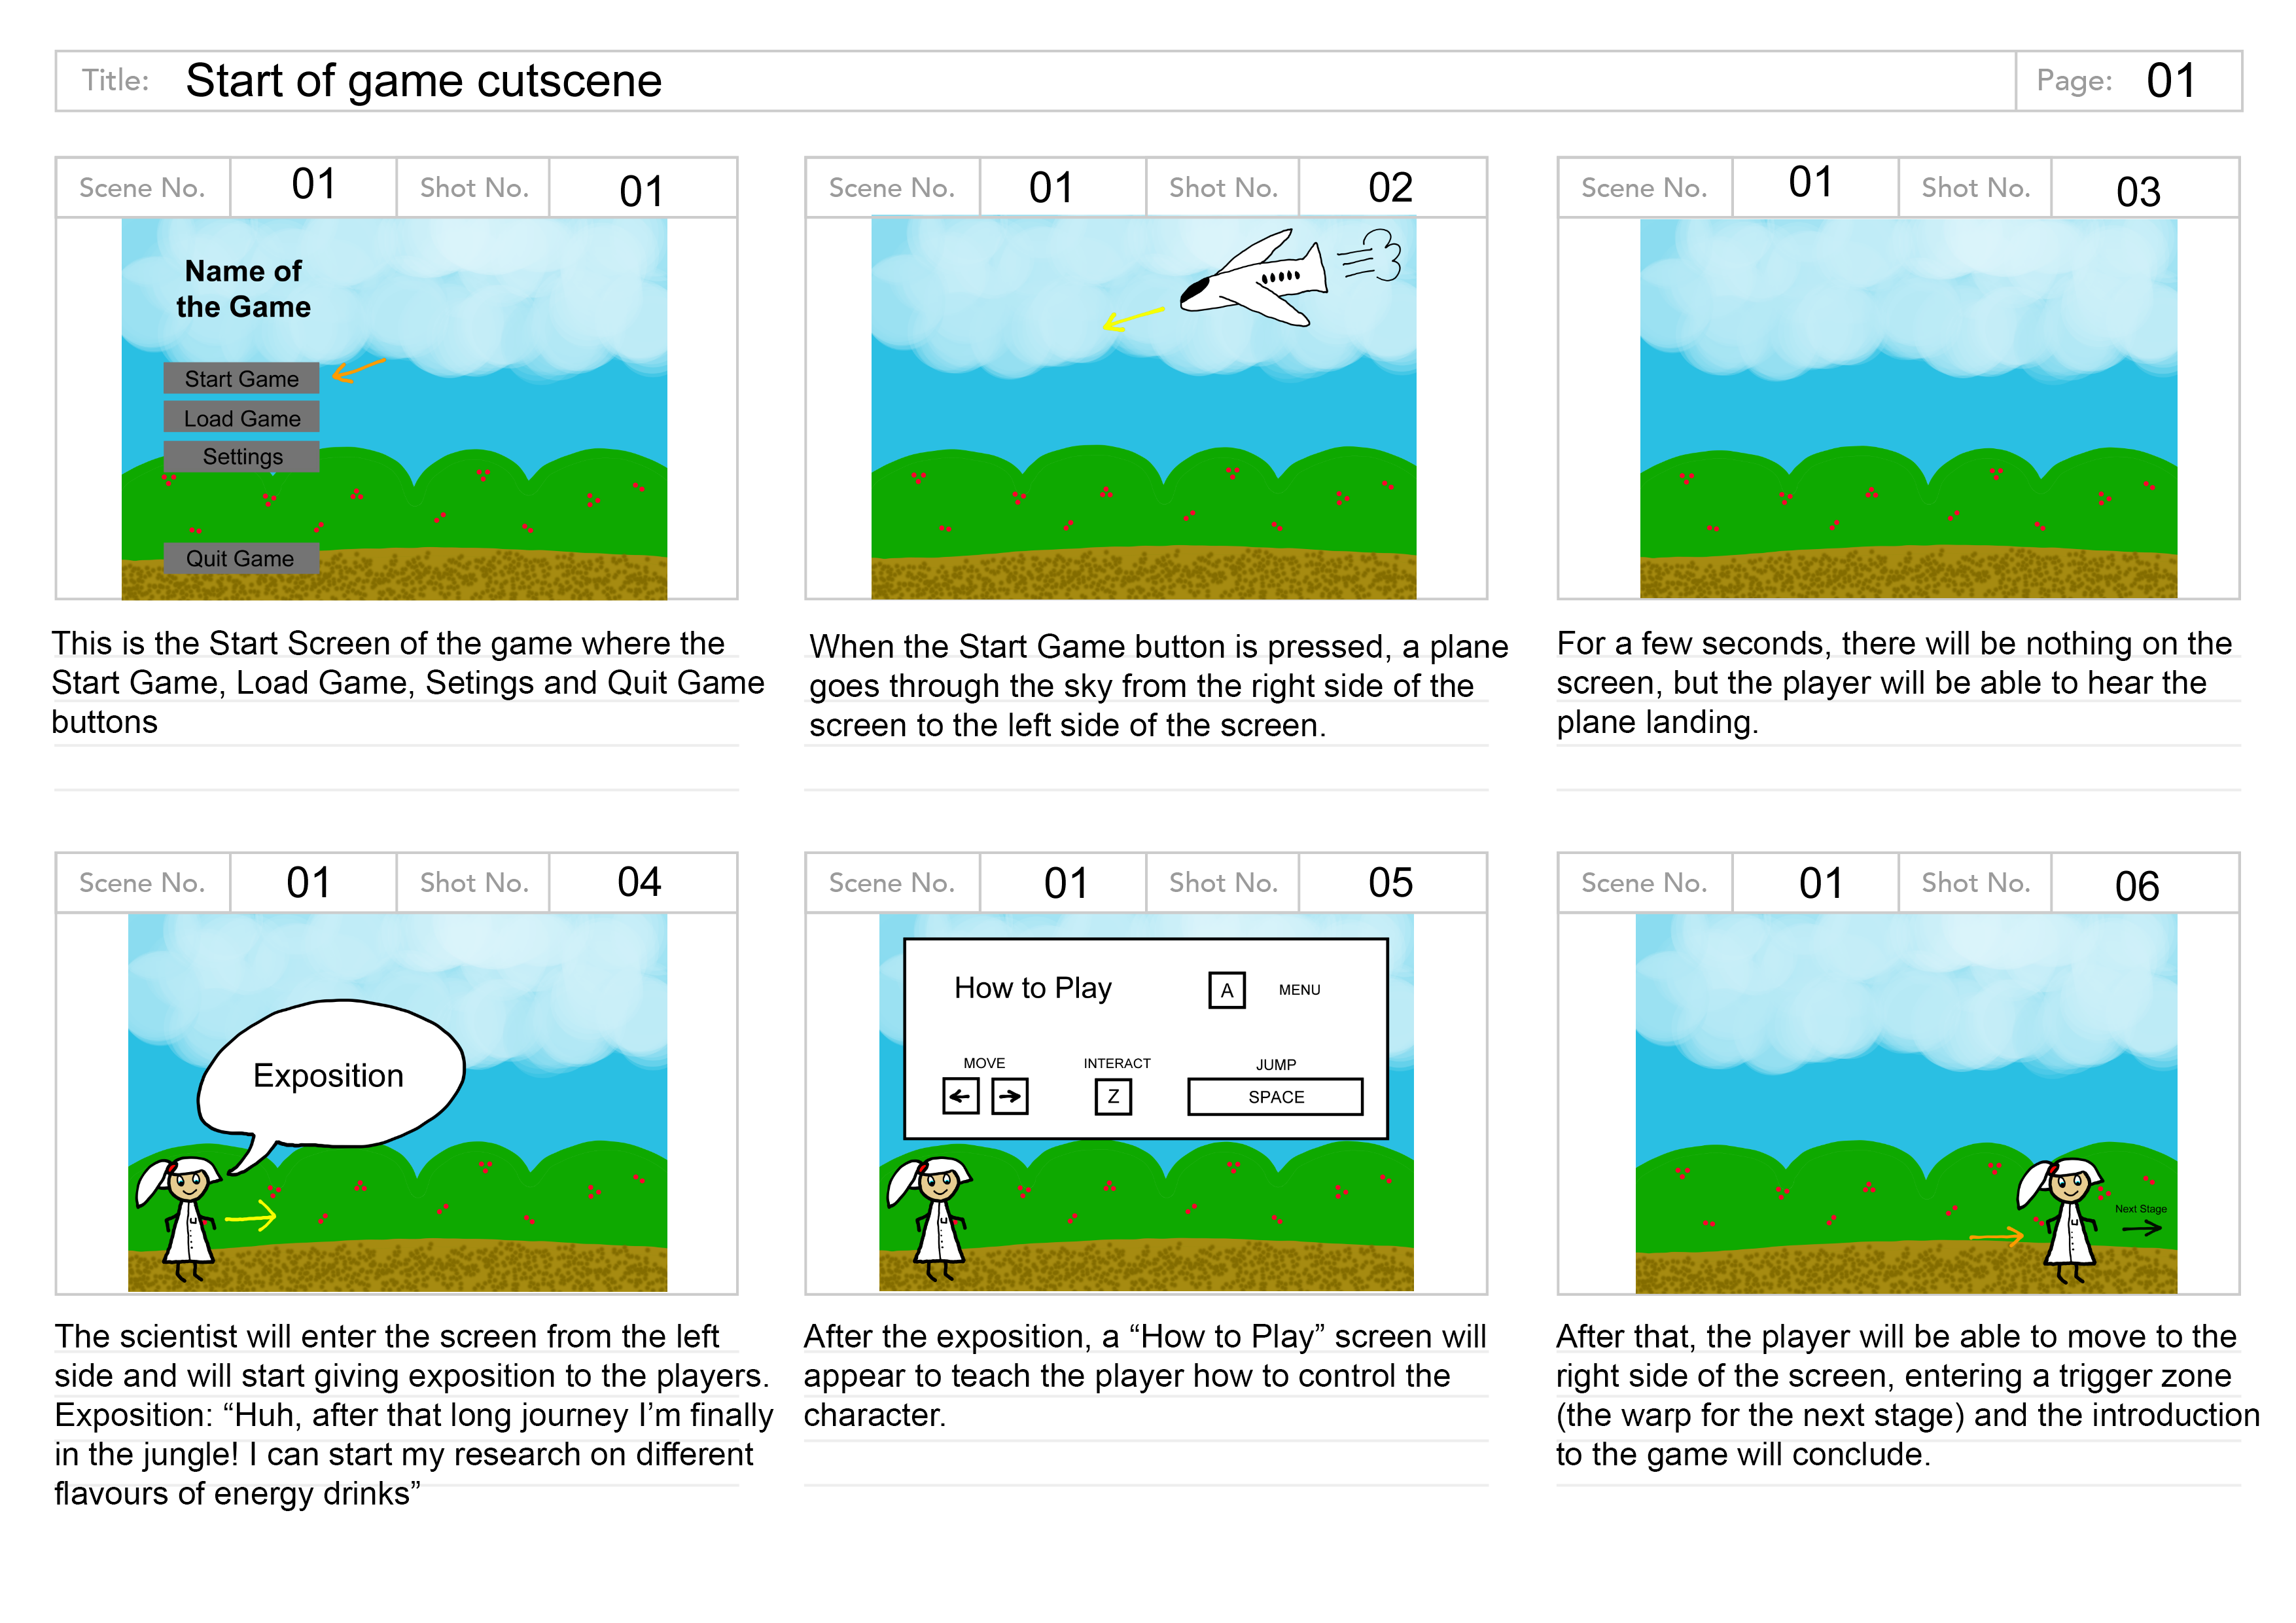 Title: Start of game cutscene Page: 01
Scene No. 01 Shot No. 01
Name of
the Game
Start Game
Load Game
Settings
Quit Game
This is the Start Screen of the game where the
Start Game, Load Game, Setings and Quit Game
buttons
Scene No. 01 Shot No. 02
When the Start Game button is pressed, a plane
goes through the sky from the right side of the
screen to the left side of the screen.
Scene No. 01 Shot No. 03
For a few seconds, there will be nothing on the
screen, but the player will be able to hear the
plane landing.
Scene No. 01 Shot No. 04
Exposition
The scientist will enter the screen from the left
side and will start giving exposition to the players.
Exposition: “Huh, after that long journey I’m finally
in the jungle! I can start my research on different
flavours of energy drinks”
Scene No. 01 Shot No. 05
How to Play
A MENU
MOVE INTERACT JUMP
← → Z SPACE
After the exposition, a “How to Play” screen will
appear to teach the player how to control the
character.
Scene No. 01 Shot No. 06
Next Stage
After that, the player will be able to move to the
right side of the screen, entering a trigger zone
(the warp for the next stage) and the introduction
to the game will conclude.